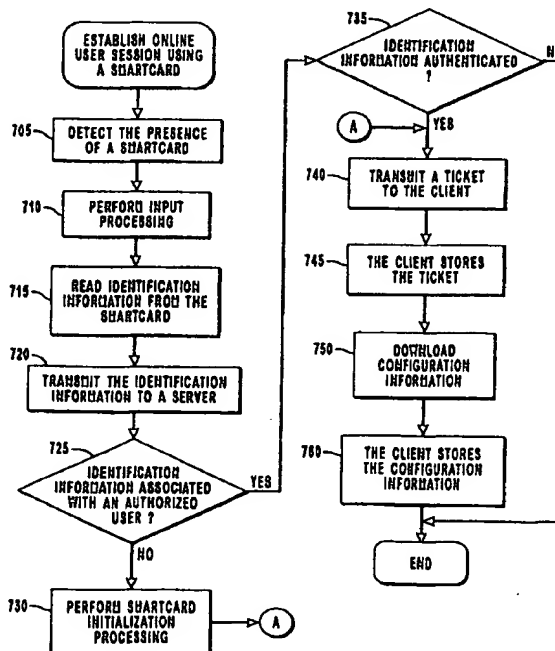 ESTABLISH ONLINE
USER SESSION USING
A SMARTCARD
705
DETECT THE PRESENCE
OF A SMARTCARD
710
PERFORM INPUT
PROCESSING
715
READ IDENTIFICATION
INFORMATION FROM THE
SMARTCARD
720
TRANSMIT THE IDENTIFICATION
INFORMATION TO A SERVER
725
IDENTIFICATION
INFORMATION ASSOCIATED
WITH AN AUTHORIZED
USER ?
YES
NO
730
PERFORM SMARTCARD
INITIALIZATION
PROCESSING
A
735
IDENTIFICATION
INFORMATION AUTHENTICATED
?
N
A
YES
740
TRANSMIT A TICKET
TO THE CLIENT
745
THE CLIENT STORES
THE TICKET
750
DOWNLOAD
CONFIGURATION
INFORMATION
760
THE CLIENT STORES
THE CONFIGURATION
INFORMATION
END